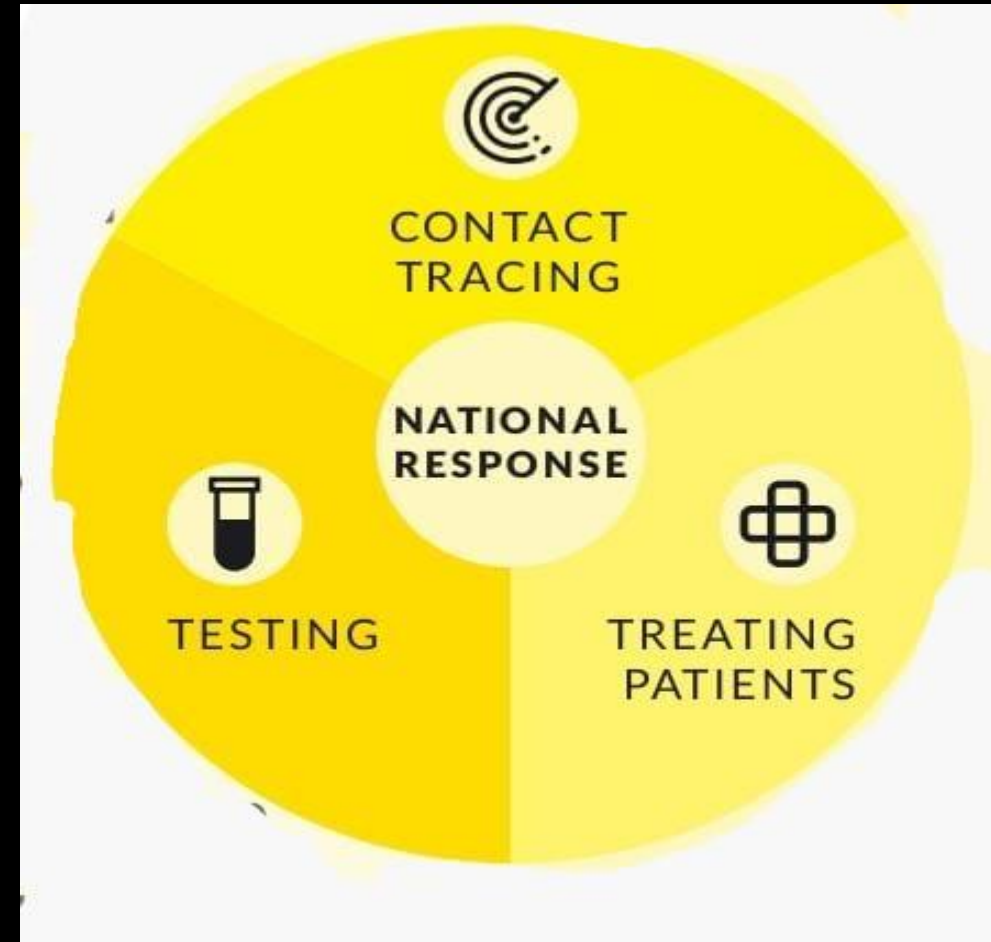 CONTACT
TRACING
NATIONAL
RESPONSE
TESTING
TREATING
PATIENTS